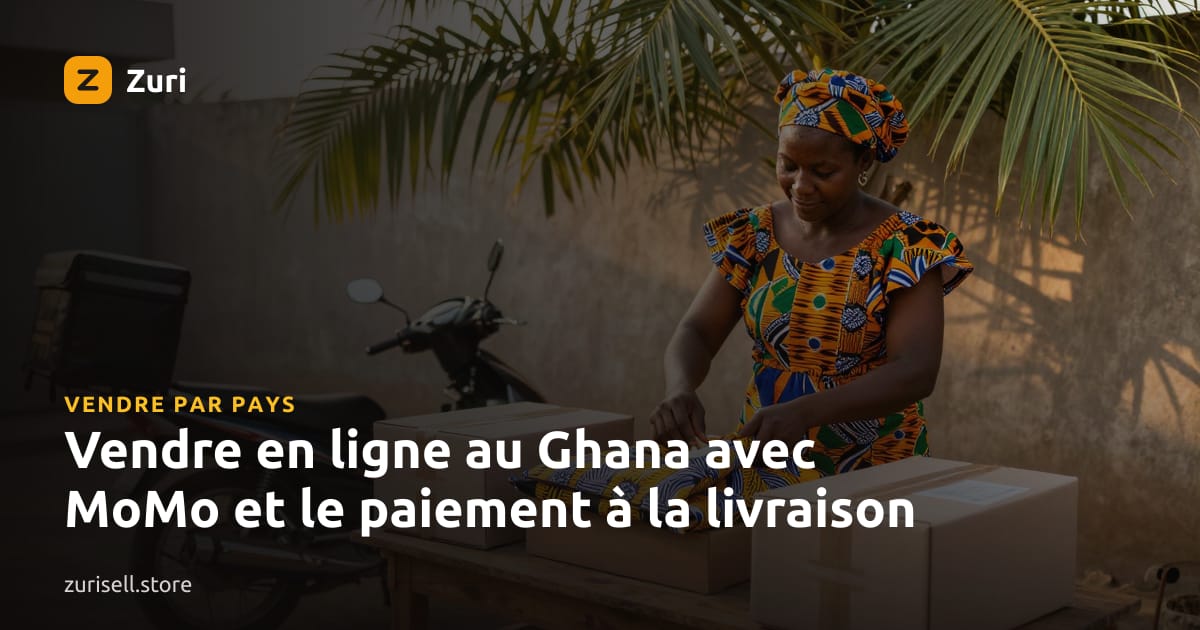 Z
Zuri
VENDRE PAR PAYS
Vendre en ligne au Ghana avec
MoMo et le paiement à la livraison
zurisell.store